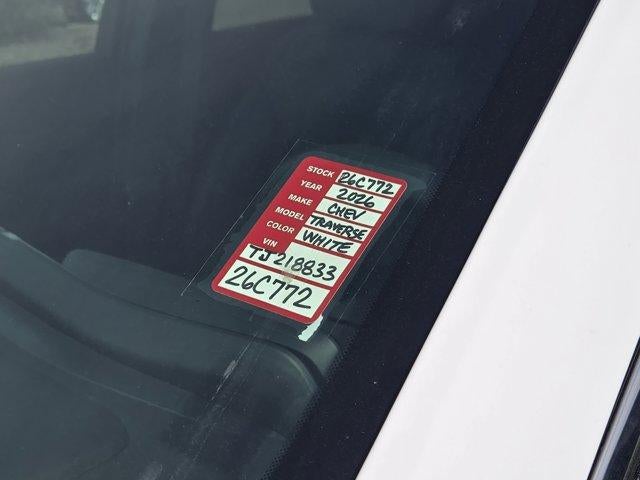 STOCK 26C772
YEAR 2026
MAKE CHEV
MODEL TRAVERSE
COLOR WHITE
VIN
TJ218833
26C772